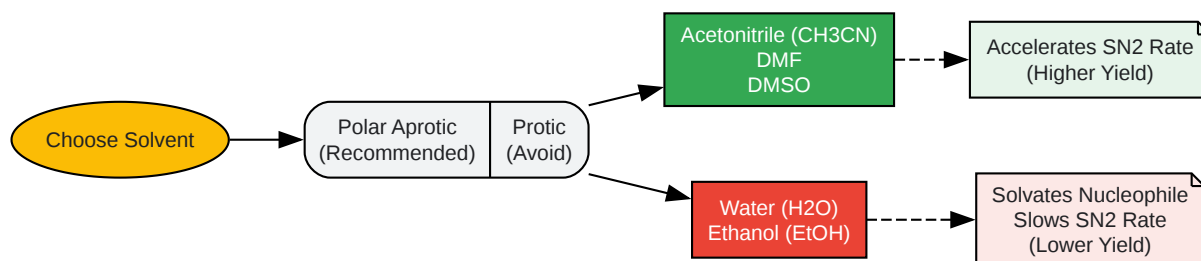 Choose Solvent
Polar Aprotic
(Recommended)
Protic
(Avoid)
Acetonitrile (CH3CN)
DMF
DMSO
Accelerates SN2 Rate
(Higher Yield)
Water (H2O)
Ethanol (EtOH)
Solvates Nucleophile
Slows SN2 Rate
(Lower Yield)